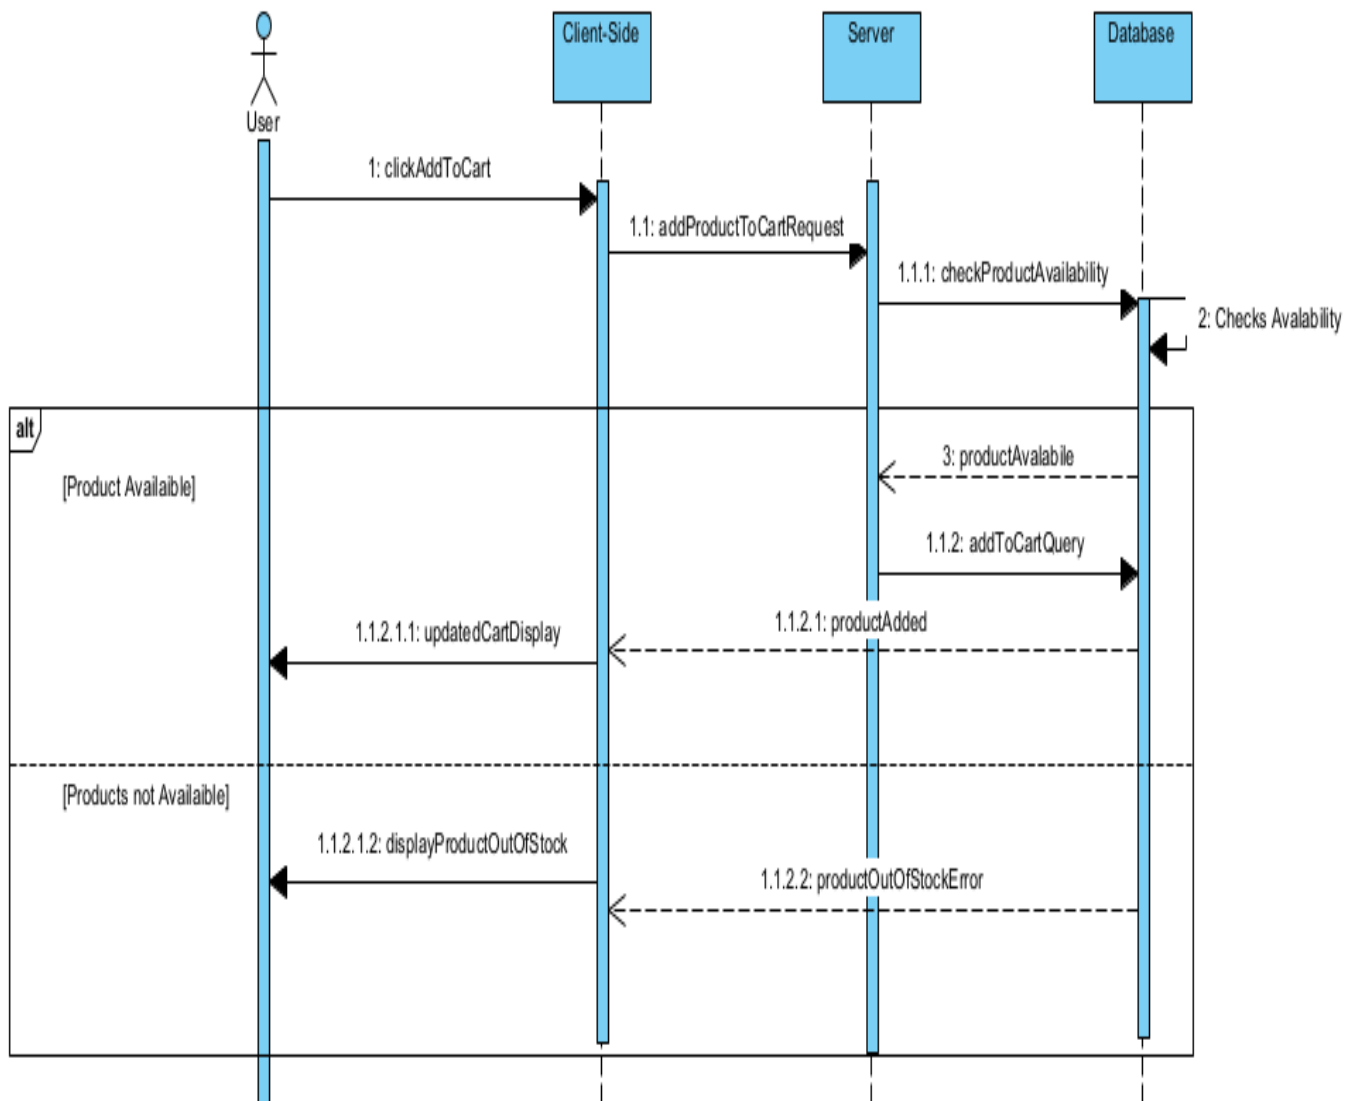 Client-Side
Server
Database
User
1: clickAddToCart
1.1: addProductToCartRequest
1.1.1: checkProductAvailability
2: Checks Avalability
alt
3: productAvalabile
[Product Availaible]
1.1.2: addToCartQuery
1.1.2.1: productAdded
1.1.2.1.1: updatedCartDisplay
[Products not Availaible]
1.1.2.1.2: displayProductOutOfStock
1.1.2.2: productOutOfStockError